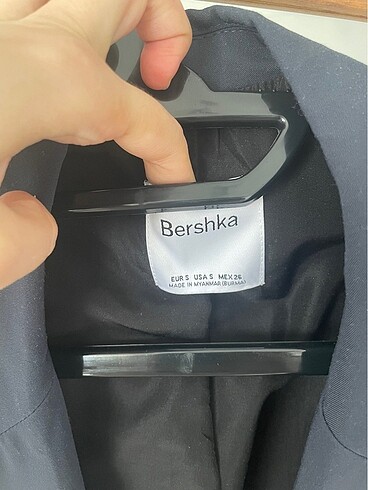 Bershka
EUR S USA S MEX 26
MADE IN MYANMAR (BURMA)